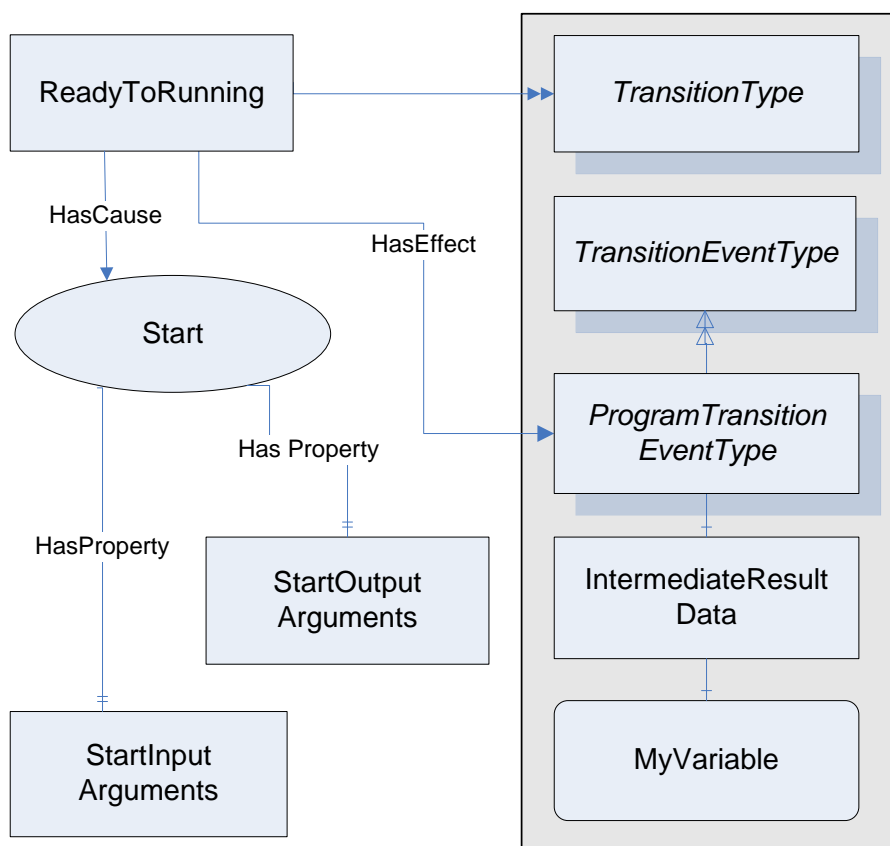 ReadyToRunning
TransitionType
HasCause
HasEffect
TransitionEventType
Start
ProgramTransition
EventType
Has Property
HasProperty
StartOutput
Arguments
IntermediateResult
Data
StartInput
Arguments
MyVariable